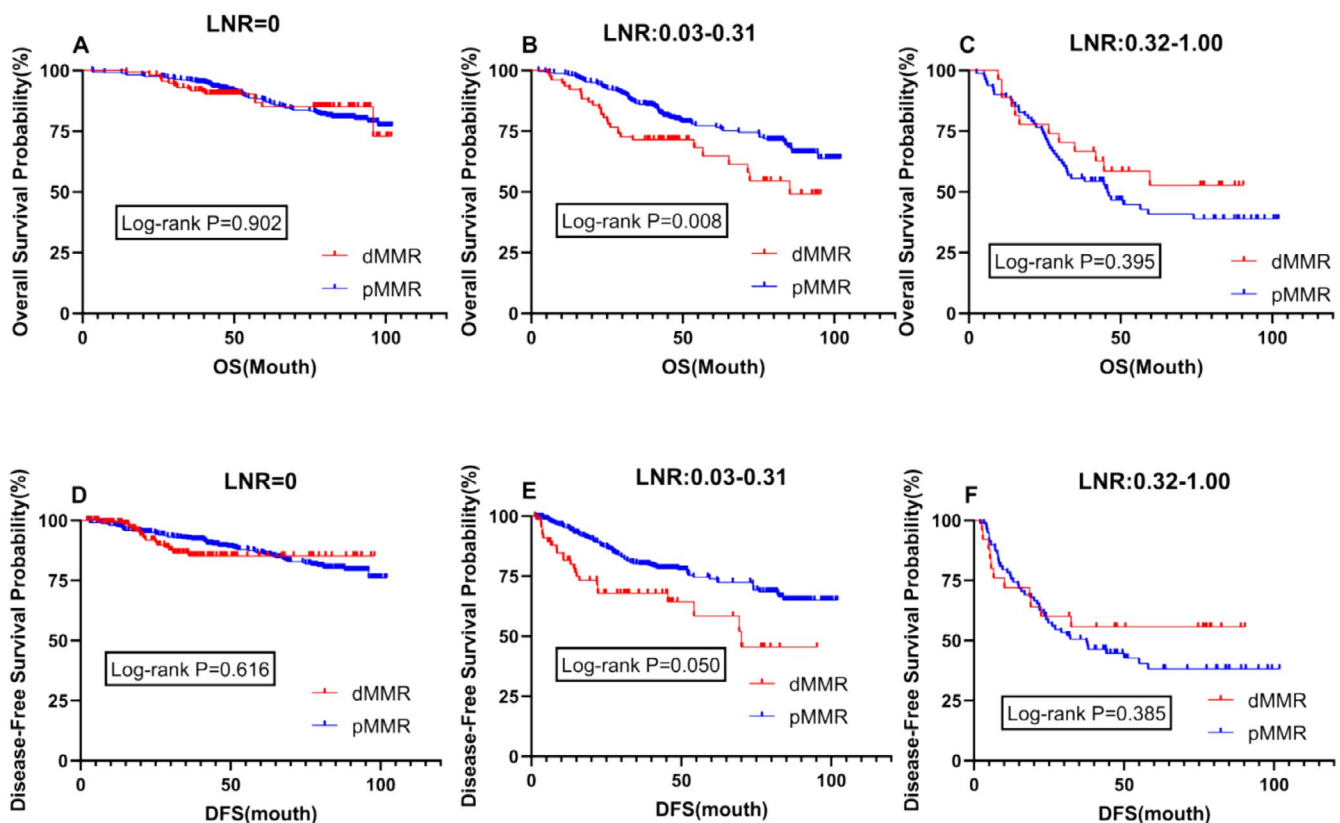 A
LNR=0
Overall Survival Probability(%)
100
75
50
25
0
Log-rank P=0.902
dMMR
pMMR
0
50
100
OS(Mouth)
B
LNR:0.03-0.31
Overall Survival Probability(%)
100
75
50
25
0
Log-rank P=0.008
dMMR
pMMR
0
50
100
OS(Mouth)
C
LNR:0.32-1.00
Overall Survival Probability(%)
100
75
50
25
0
Log-rank P=0.395
dMMR
pMMR
0
50
100
OS(Mouth)
D
LNR=0
Disease-Free Survival Probability(%)
100
75
50
25
0
Log-rank P=0.616
dMMR
pMMR
0
50
100
DFS(mouth)
E
LNR:0.03-0.31
Disease-Free Survival Probability(%)
100
75
50
25
0
Log-rank P=0.050
dMMR
pMMR
0
50
100
DFS(mouth)
F
LNR:0.32-1.00
Disease-Free Survival Probability(%)
100
75
50
25
0
Log-rank P=0.385
dMMR
pMMR
0
50
100
DFS(mouth)